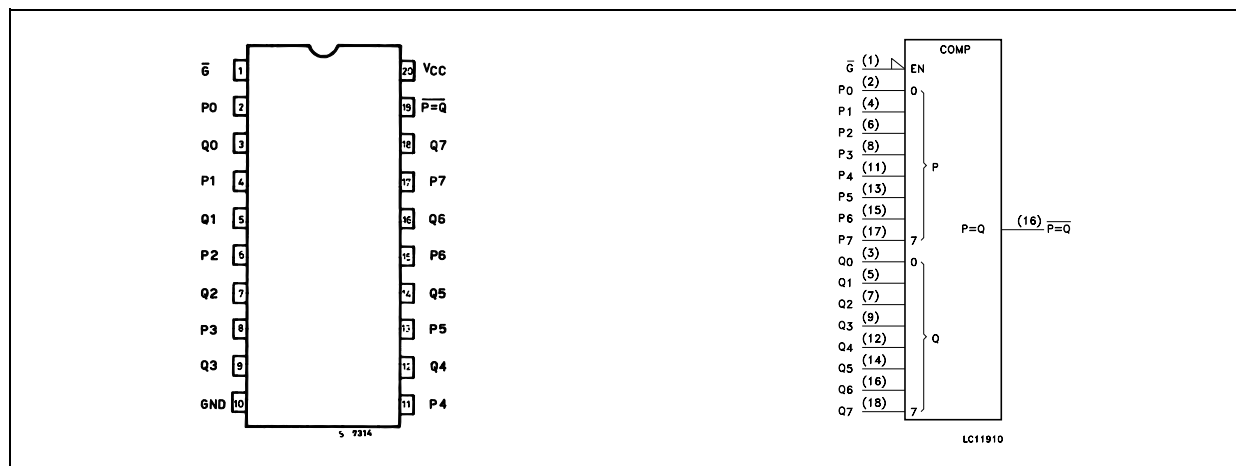 G̅ 1
P0 2
Q0 3
P1 4
Q1 5
P2 6
Q2 7
P3 8
Q3 9
GND 10
20 VCC
19 P̅=̅Q̅
18 Q7
17 P7
16 Q6
15 P6
14 Q5
13 P5
12 Q4
11 P4
S 7314
COMP
G̅ (1) EN
P0 (2) 0
P1 (4)
P2 (6)
P3 (8)
P4 (11)
P
P5 (13)
P6 (15)
P7 (17) 7
P=Q (16) P̅=̅Q̅
Q0 (3) 0
Q1 (5)
Q2 (7)
Q3 (9)
Q4 (12)
Q
Q5 (14)
Q6 (16)
Q7 (18) 7
LC11910